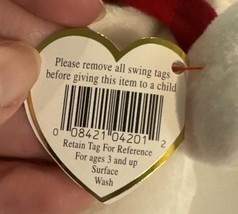 Please remove all swing tags
before giving this item to a child
0 08421 04201 2
Retain Tag For Reference
For ages 3 and up
Surface
Wash